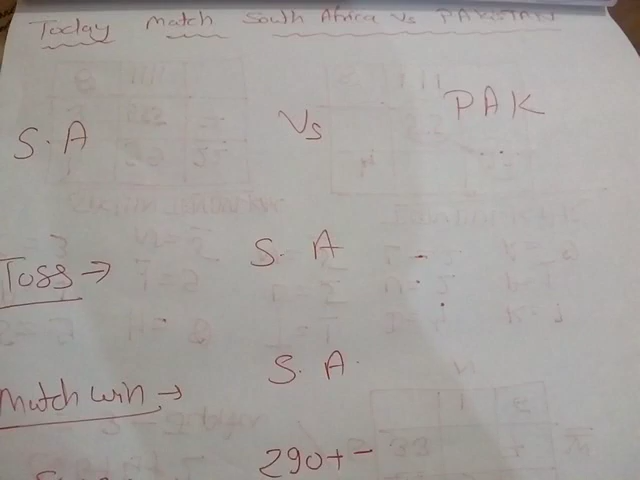 Today Match South Africa Vs PAKISTAN
S.A Vs PAK
Toss → S. A
Match win → S. A.
290+-